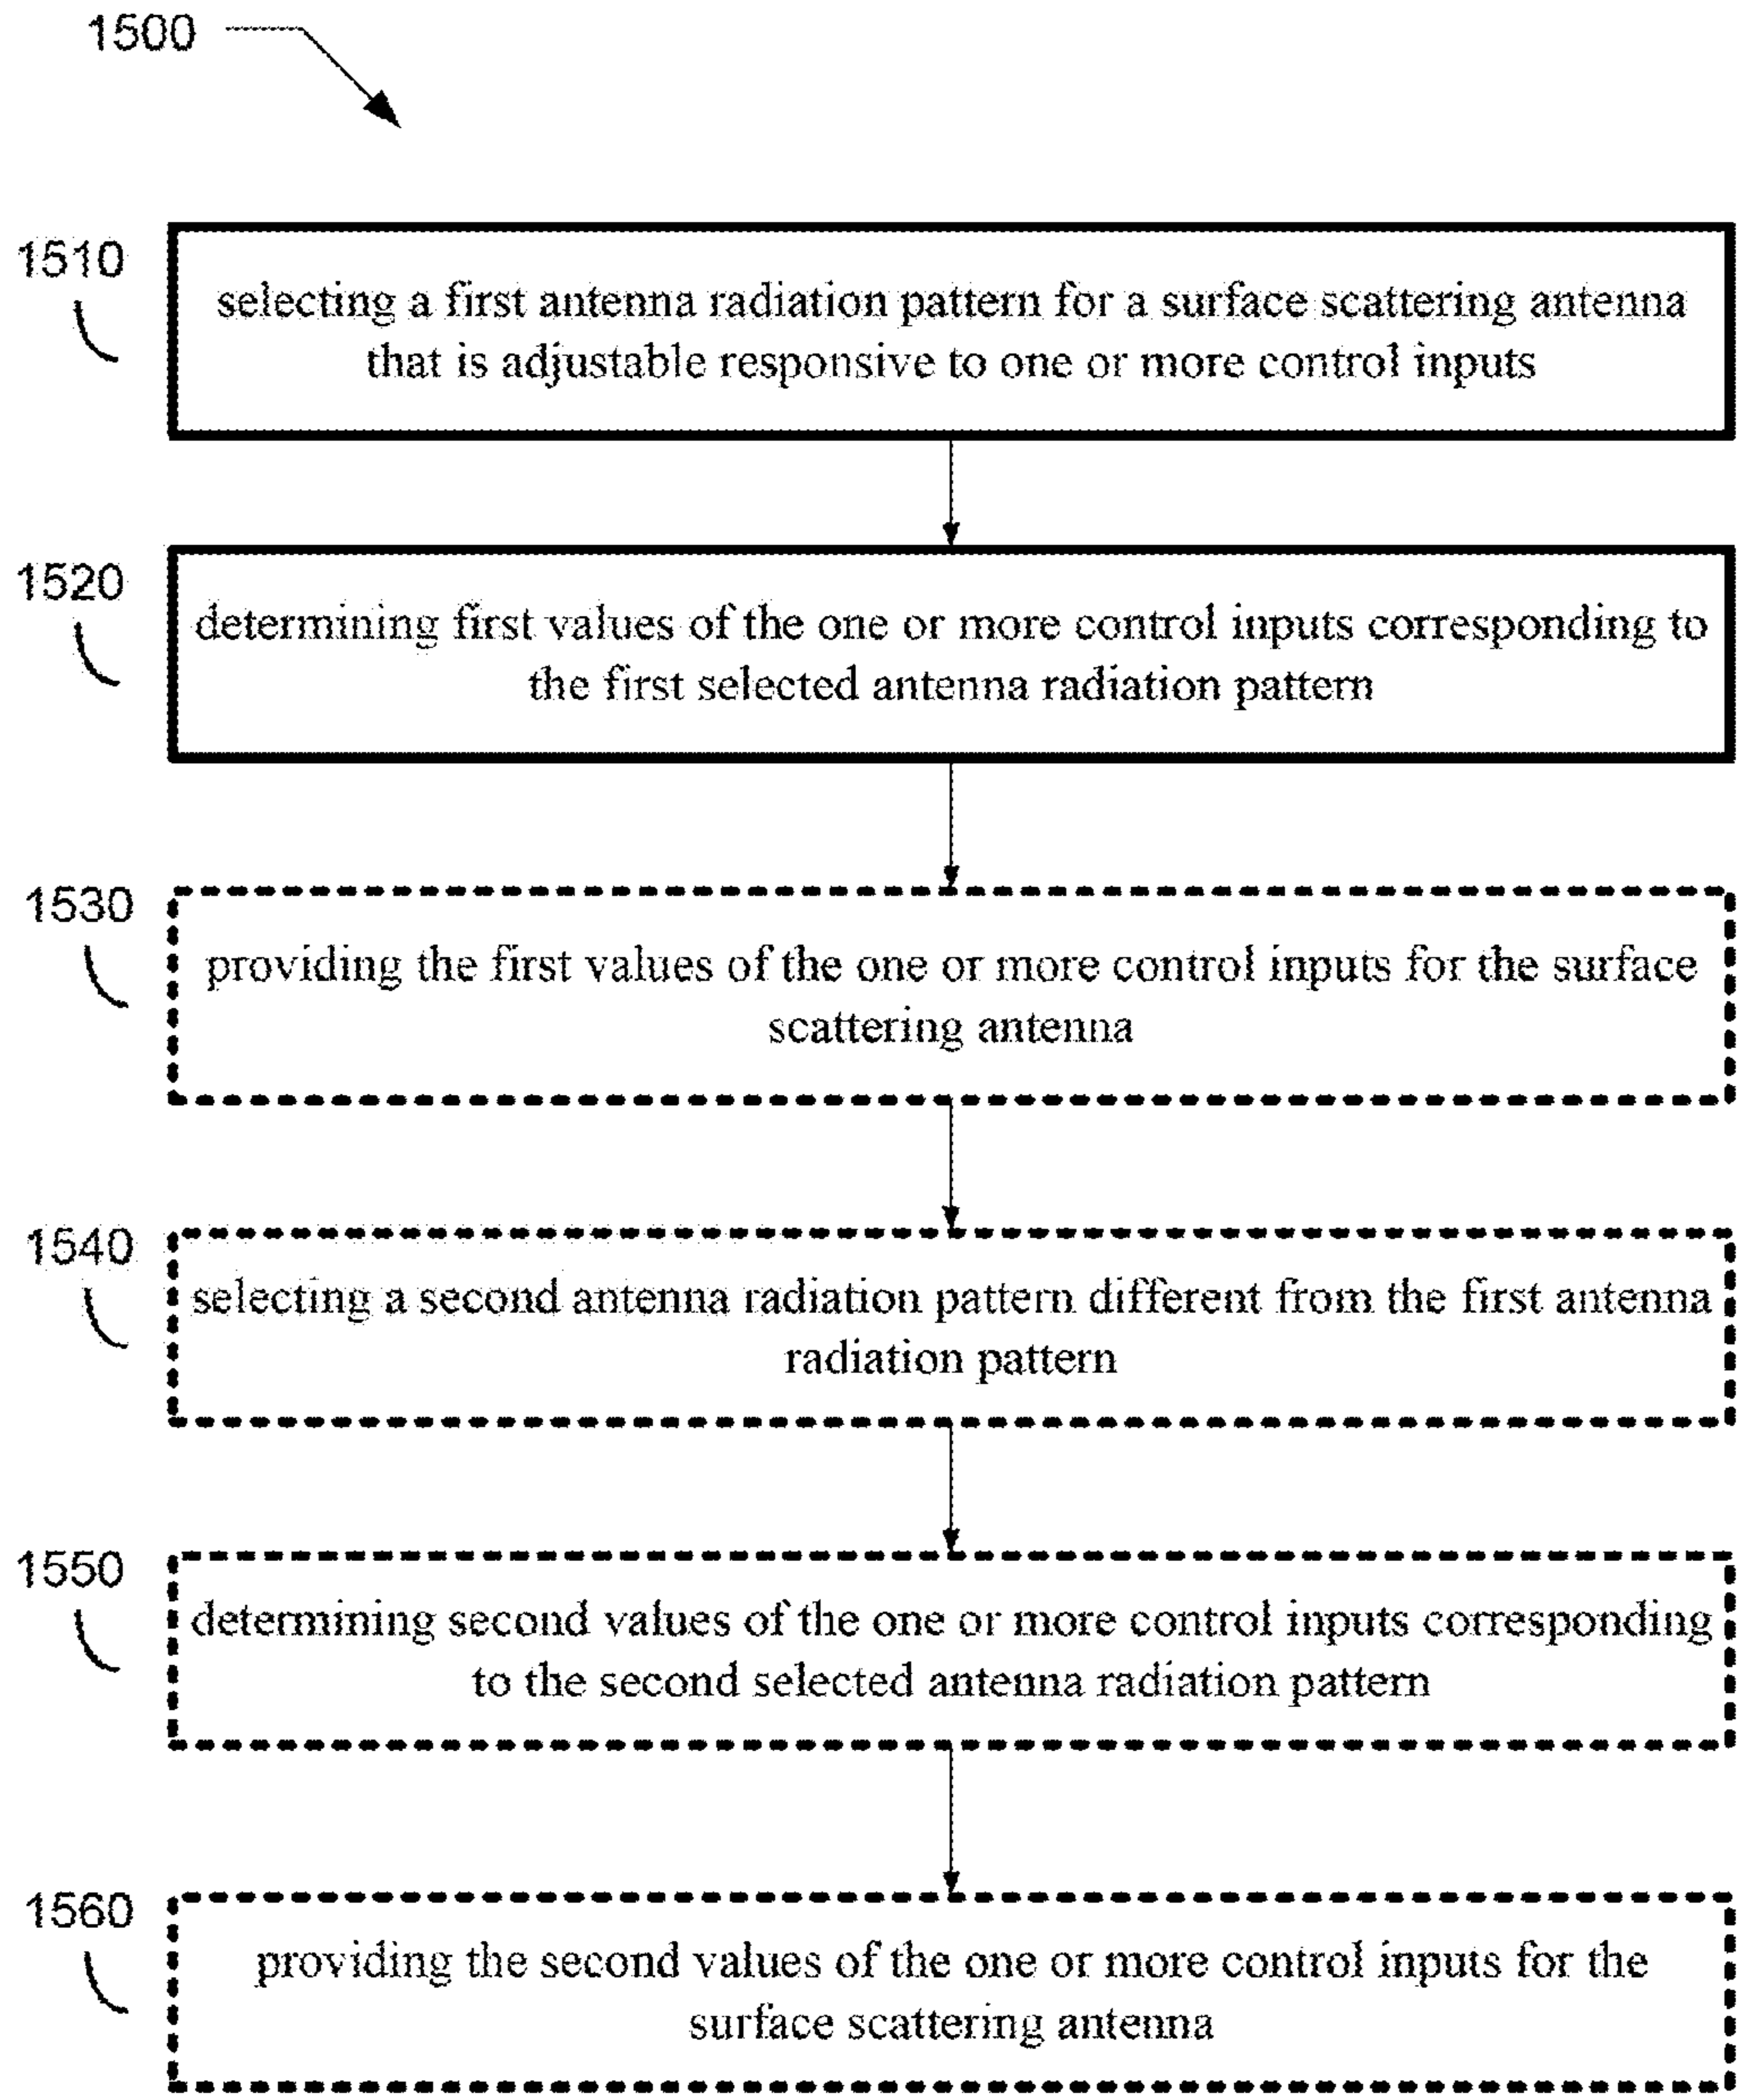 1500
1510
selecting a first antenna radiation pattern for a surface scattering antenna
that is adjustable responsive to one or more control inputs
1520
determining first values of the one or more control inputs corresponding to
the first selected antenna radiation pattern
1530
providing the first values of the one or more control inputs for the surface
scattering antenna
1540
selecting a second antenna radiation pattern different from the first antenna
radiation pattern
1550
determining second values of the one or more control inputs corresponding
to the second selected antenna radiation pattern
1560
providing the second values of the one or more control inputs for the
surface scattering antenna